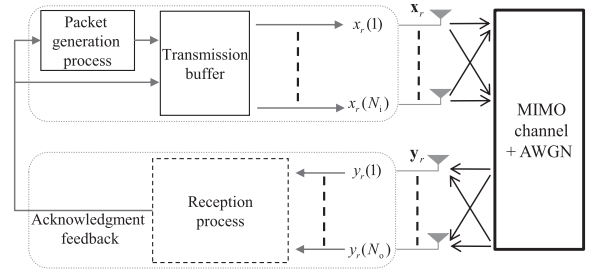 Packet
generation
process
Transmission
buffer
x_r(1)
x_r(N_i)
𝐱_r
MIMO
channel
+ AWGN
Acknowledgment
feedback
Reception
process
y_r(1)
y_r(N_o)
𝐲_r